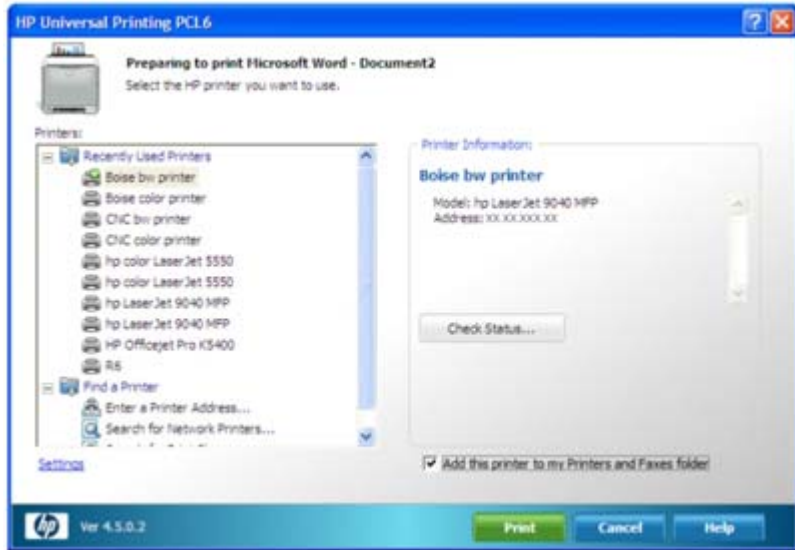 HP Universal Printing PCL6
Preparing to print Microsoft Word - Document2
Select the HP printer you want to use.
Printers:
Recently Used Printers
Boise bw printer
Boise color printer
CNC bw printer
CNC color printer
hp color LaserJet 5550
hp color LaserJet 5550
hp LaserJet 9040 MFP
hp LaserJet 9040 MFP
HP Officejet Pro K5400
R6
Find a Printer
Enter a Printer Address...
Search for Network Printers...
Settings
Printer Information:
Boise bw printer
Model: hp LaserJet 9040 MFP
Address: XX.XX.XXX.XX
Check Status...
Add this printer to my Printers and Faxes folder
hp
Ver 4.5.0.2
Print
Cancel
Help